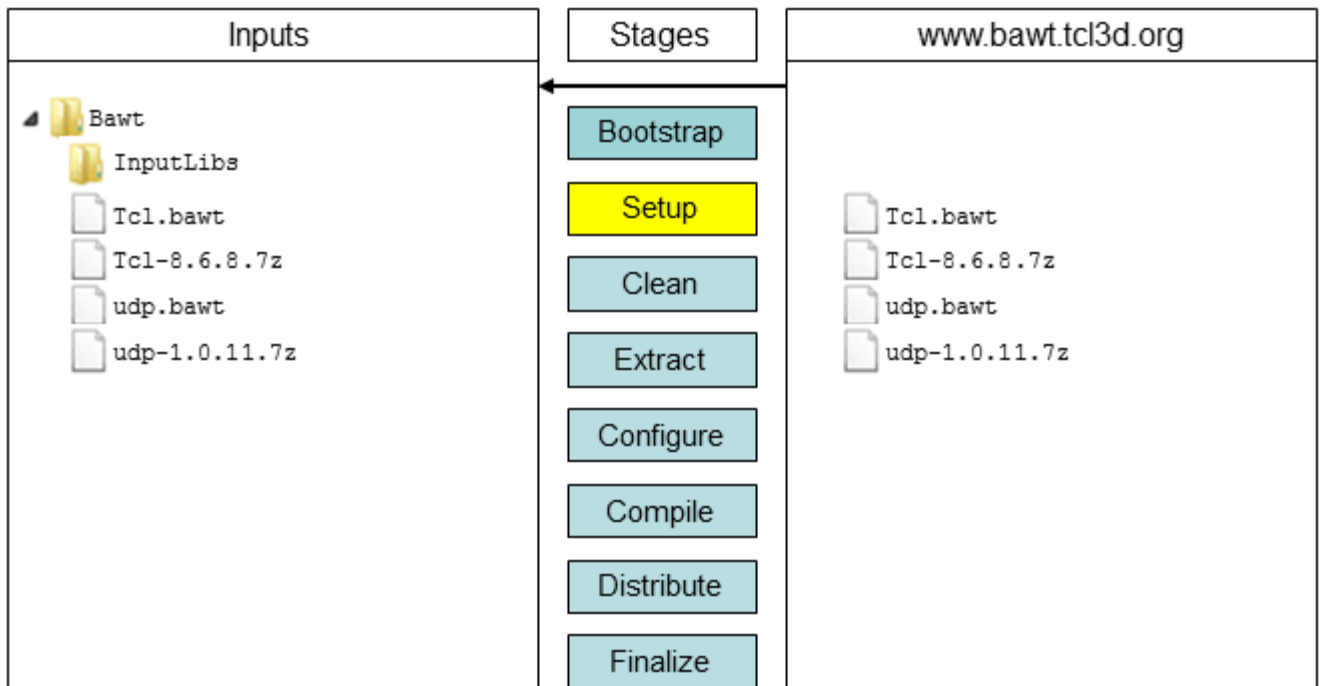 Inputs
Stages
www.bawt.tcl3d.org
Bawt
InputLibs
Tcl.bawt
Tcl-8.6.8.7z
udp.bawt
udp-1.0.11.7z
Bootstrap
Setup
Clean
Extract
Configure
Compile
Distribute
Finalize
Tcl.bawt
Tcl-8.6.8.7z
udp.bawt
udp-1.0.11.7z